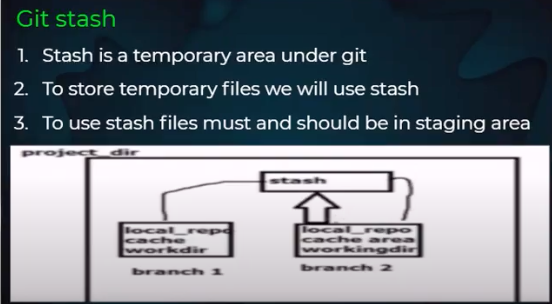 Git stash
1. Stash is a temporary area under git
2. To store temporary files we will use stash
3. To use stash files must and should be in staging area
project_dir
stash
local_repo
cache
workdir
branch 1
local_repo
cache area
workingdir
branch 2